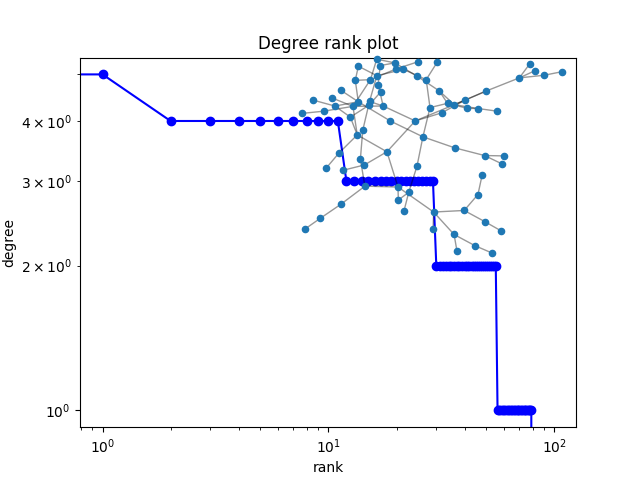 Degree rank plot
degree
4 × 10⁰
3 × 10⁰
2 × 10⁰
10⁰
10⁰ 10¹ 10²
rank